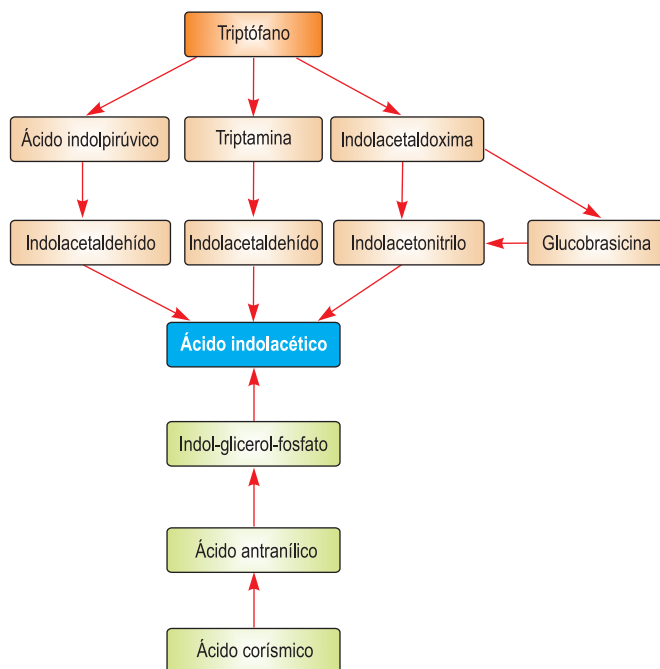 Triptófano
Ácido indolpirúvico
Triptamina
Indolacetaldoxima
Indolacetaldehído
Indolacetaldehído
Indolacetonitrilo
Glucobrasicina
Ácido indolacético
Indol-glicerol-fosfato
Ácido antranílico
Ácido corísmico